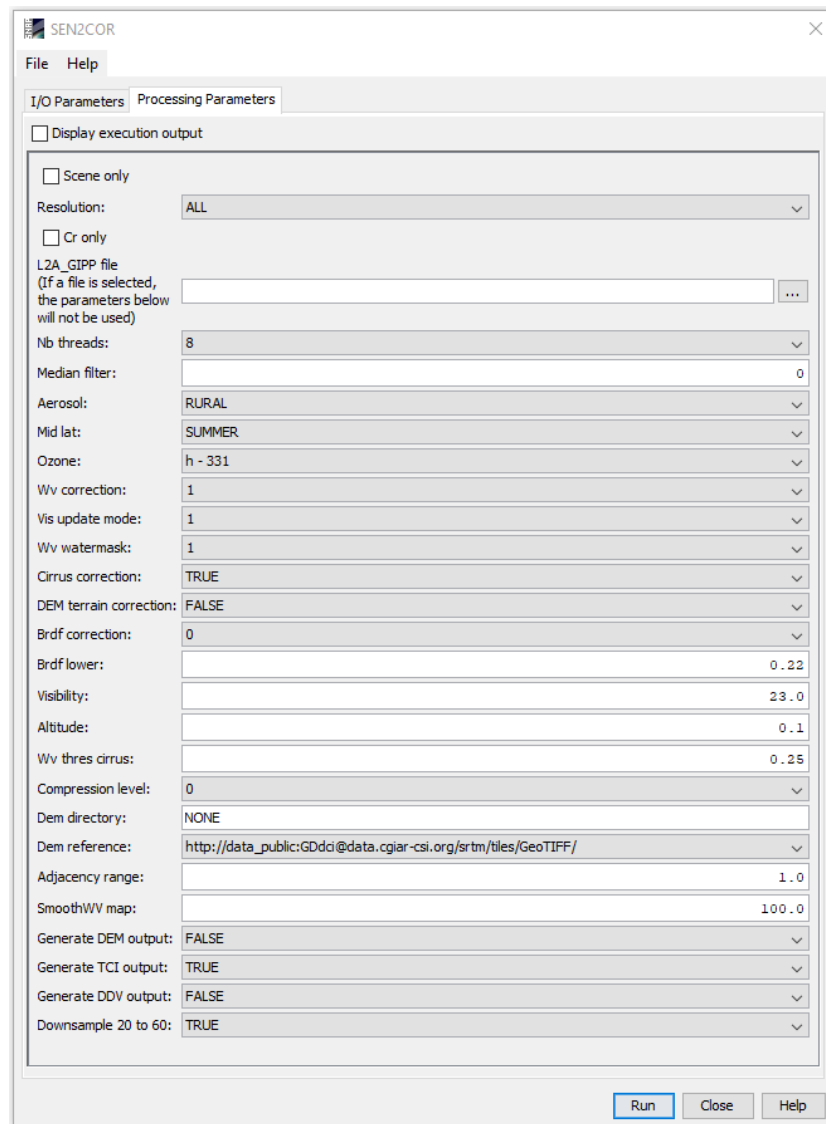 SEN2COR
File Help
I/O Parameters Processing Parameters
Display execution output
Scene only
Resolution: ALL
Cr only
L2A_GIPP file
(If a file is selected,
the parameters below
will not be used)
...
Nb threads: 8
Median filter: 0
Aerosol: RURAL
Mid lat: SUMMER
Ozone: h - 331
Wv correction: 1
Vis update mode: 1
Wv watermask: 1
Cirrus correction: TRUE
DEM terrain correction: FALSE
Brdf correction: 0
Brdf lower: 0.22
Visibility: 23.0
Altitude: 0.1
Wv thres cirrus: 0.25
Compression level: 0
Dem directory: NONE
Dem reference: http://data_public:GDdci@data.cgiar-csi.org/srtm/tiles/GeoTIFF/
Adjacency range: 1.0
SmoothWV map: 100.0
Generate DEM output: FALSE
Generate TCI output: TRUE
Generate DDV output: FALSE
Downsample 20 to 60: TRUE
Run Close Help